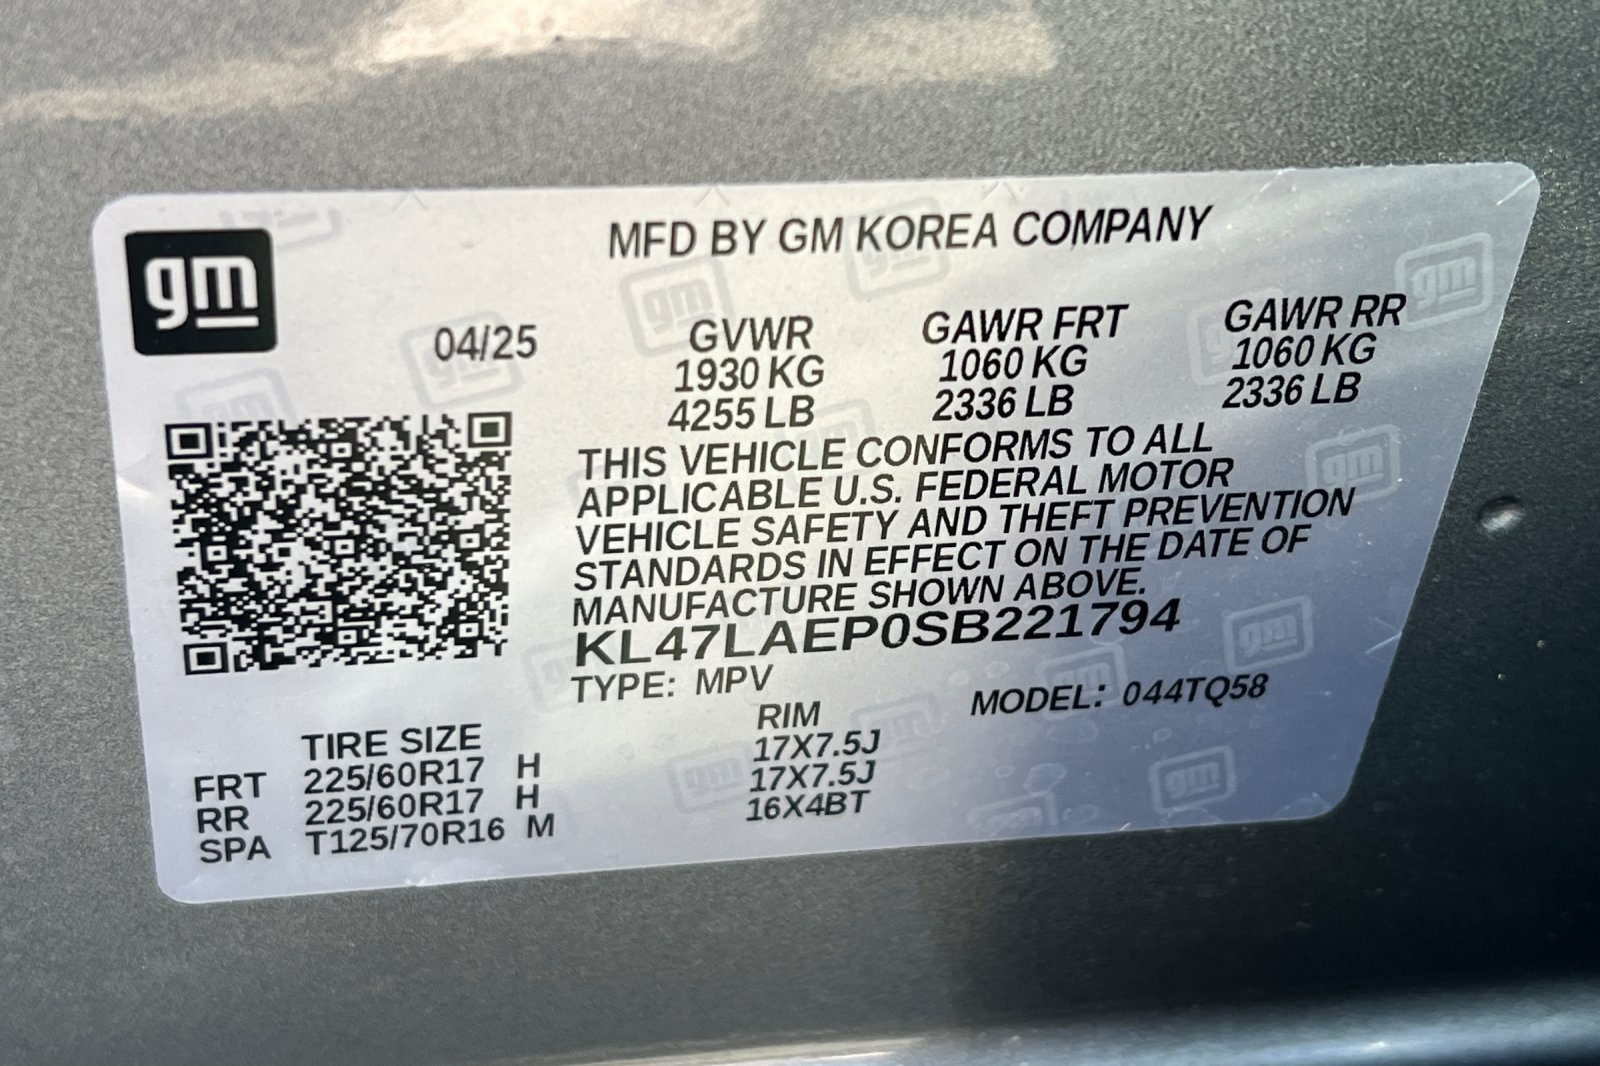 gm
MFD BY GM KOREA COMPANY
04/25
GVWR GAWR FRT GAWR RR
1930 KG 1060 KG 1060 KG
4255 LB 2336 LB 2336 LB
THIS VEHICLE CONFORMS TO ALL
APPLICABLE U.S. FEDERAL MOTOR
VEHICLE SAFETY AND THEFT PREVENTION
STANDARDS IN EFFECT ON THE DATE OF
MANUFACTURE SHOWN ABOVE.
KL47LAEP0SB221794
TYPE: MPV MODEL: 044TQ58
TIRE SIZE RIM
FRT 225/60R17 H 17X7.5J
RR 225/60R17 H 17X7.5J
SPA T125/70R16 M 16X4BT